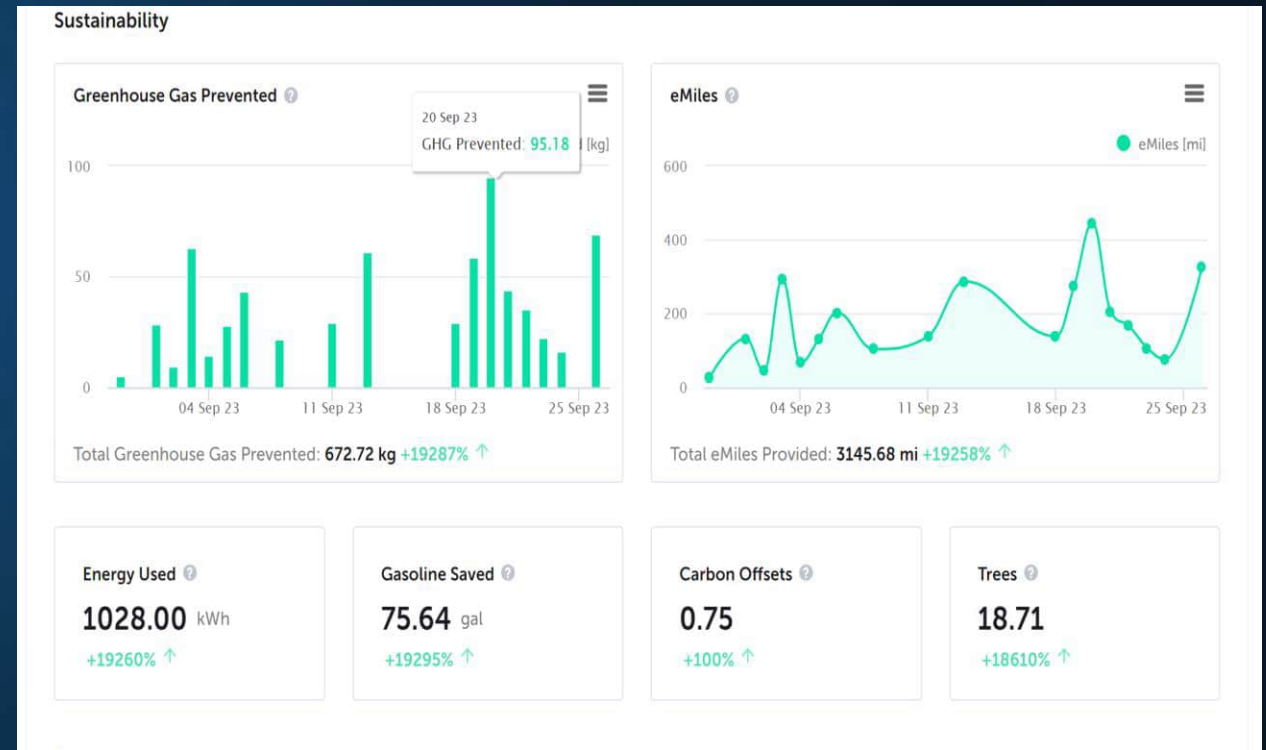 Sustainability
Greenhouse Gas Prevented ?
20 Sep 23
GHG Prevented: 95.18
[kg]
100
50
0
04 Sep 23 11 Sep 23 18 Sep 23 25 Sep 23
Total Greenhouse Gas Prevented: 672.72 kg +19287% ↑
eMiles ?
eMiles [mi]
600
400
200
0
04 Sep 23 11 Sep 23 18 Sep 23 25 Sep 23
Total eMiles Provided: 3145.68 mi +19258% ↑
Energy Used ?
1028.00 kWh
+19260% ↑
Gasoline Saved ?
75.64 gal
+19295% ↑
Carbon Offsets ?
0.75
+100% ↑
Trees ?
18.71
+18610% ↑